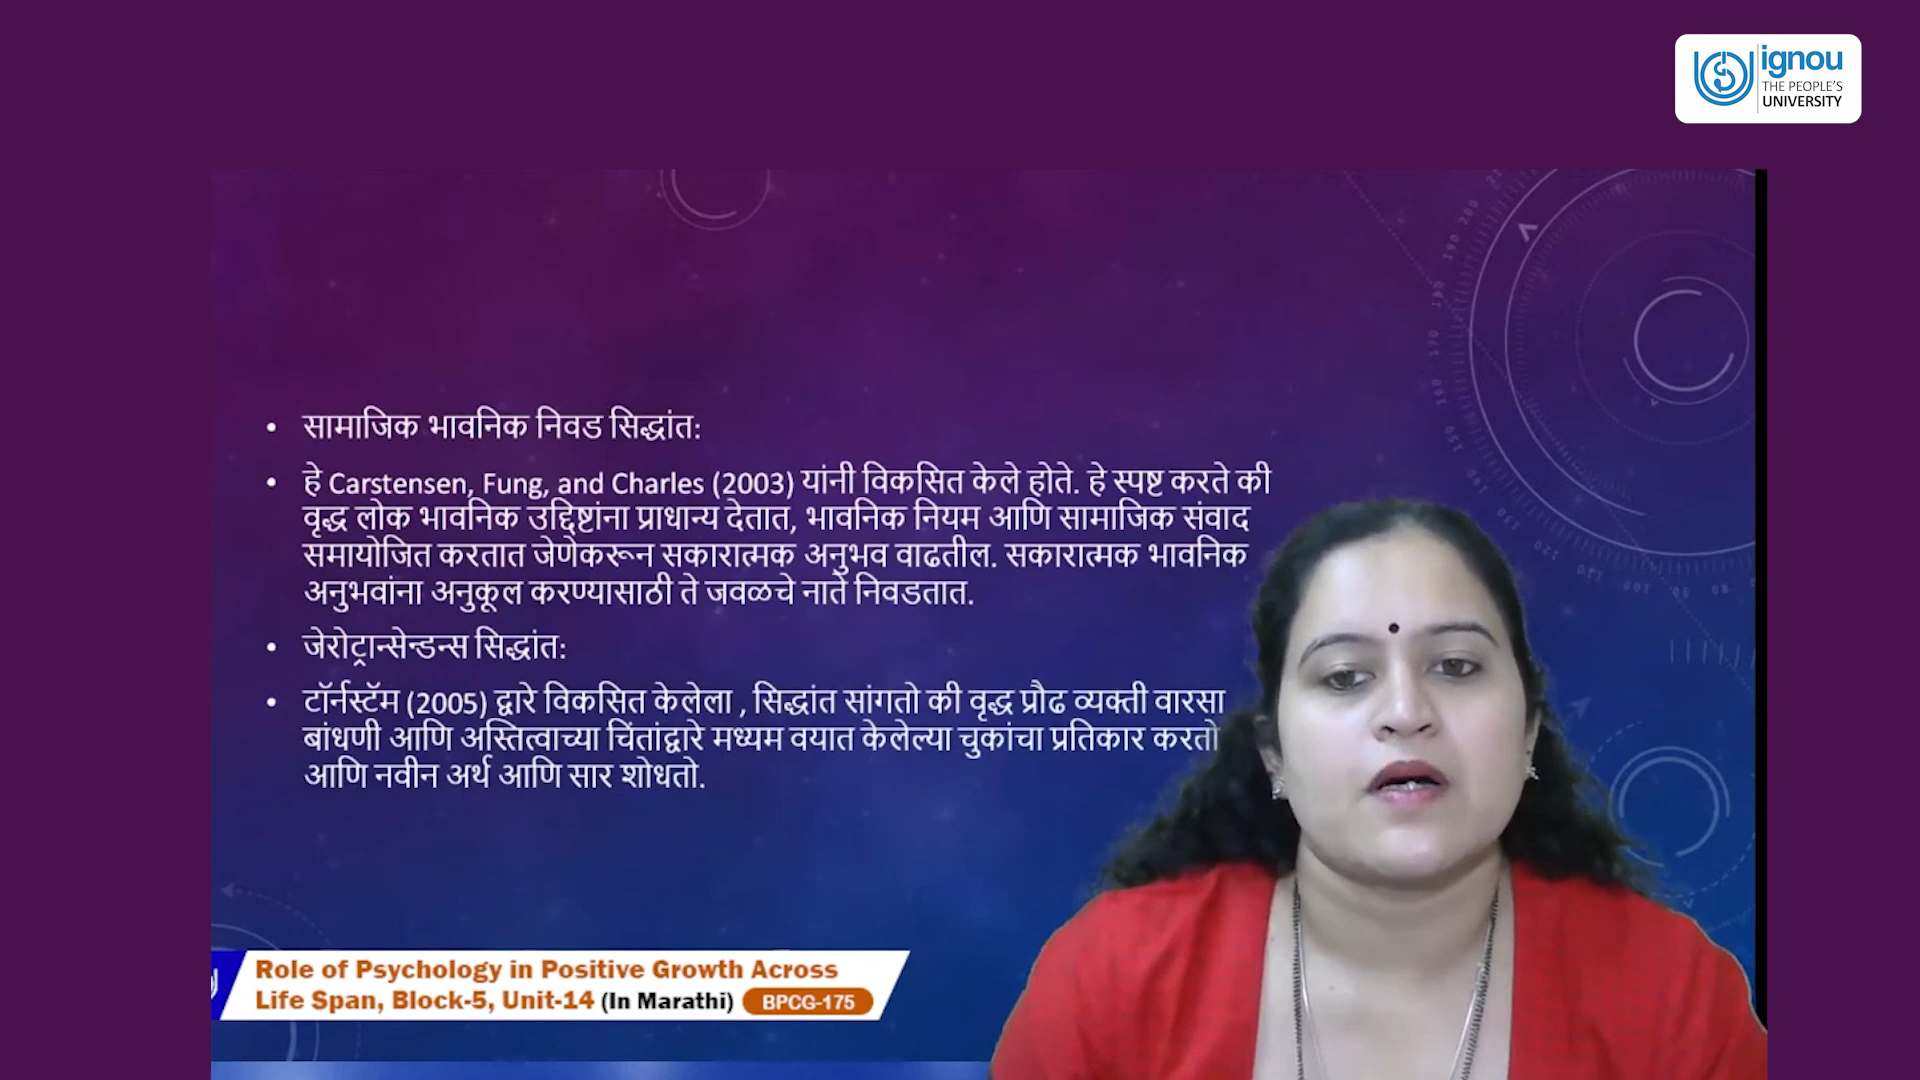 ignou
THE PEOPLE'S
UNIVERSITY
• सामाजिक भावनिक निवड सिद्धांत:
• हे Carstensen, Fung, and Charles (2003) यांनी विकसित केले होते. हे स्पष्ट करते की
वृद्ध लोक भावनिक उद्दिष्टांना प्राधान्य देतात, भावनिक नियम आणि सामाजिक संवाद
समायोजित करतात जेणेकरून सकारात्मक अनुभव वाढतील. सकारात्मक भावनिक
अनुभवांना अनुकूल करण्यासाठी ते जवळचे नाते निवडतात.
• जेरोट्रान्सेन्डन्स सिद्धांत:
• टॉर्नस्टॅम (2005) द्वारे विकसित केलेला , सिद्धांत सांगतो की वृद्ध प्रौढ व्यक्ती वारसा
बांधणी आणि अस्तित्वाच्या चिंतांद्वारे मध्यम वयात केलेल्या चुकांचा प्रतिकार करतो
आणि नवीन अर्थ आणि सार शोधतो.
Role of Psychology in Positive Growth Across
Life Span, Block-5, Unit-14 (In Marathi) BPCG-175